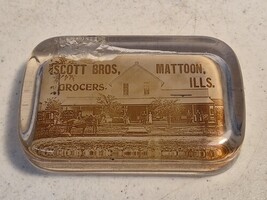 SCOTT BROS, MATTOON,
GROCERS. ILLS.